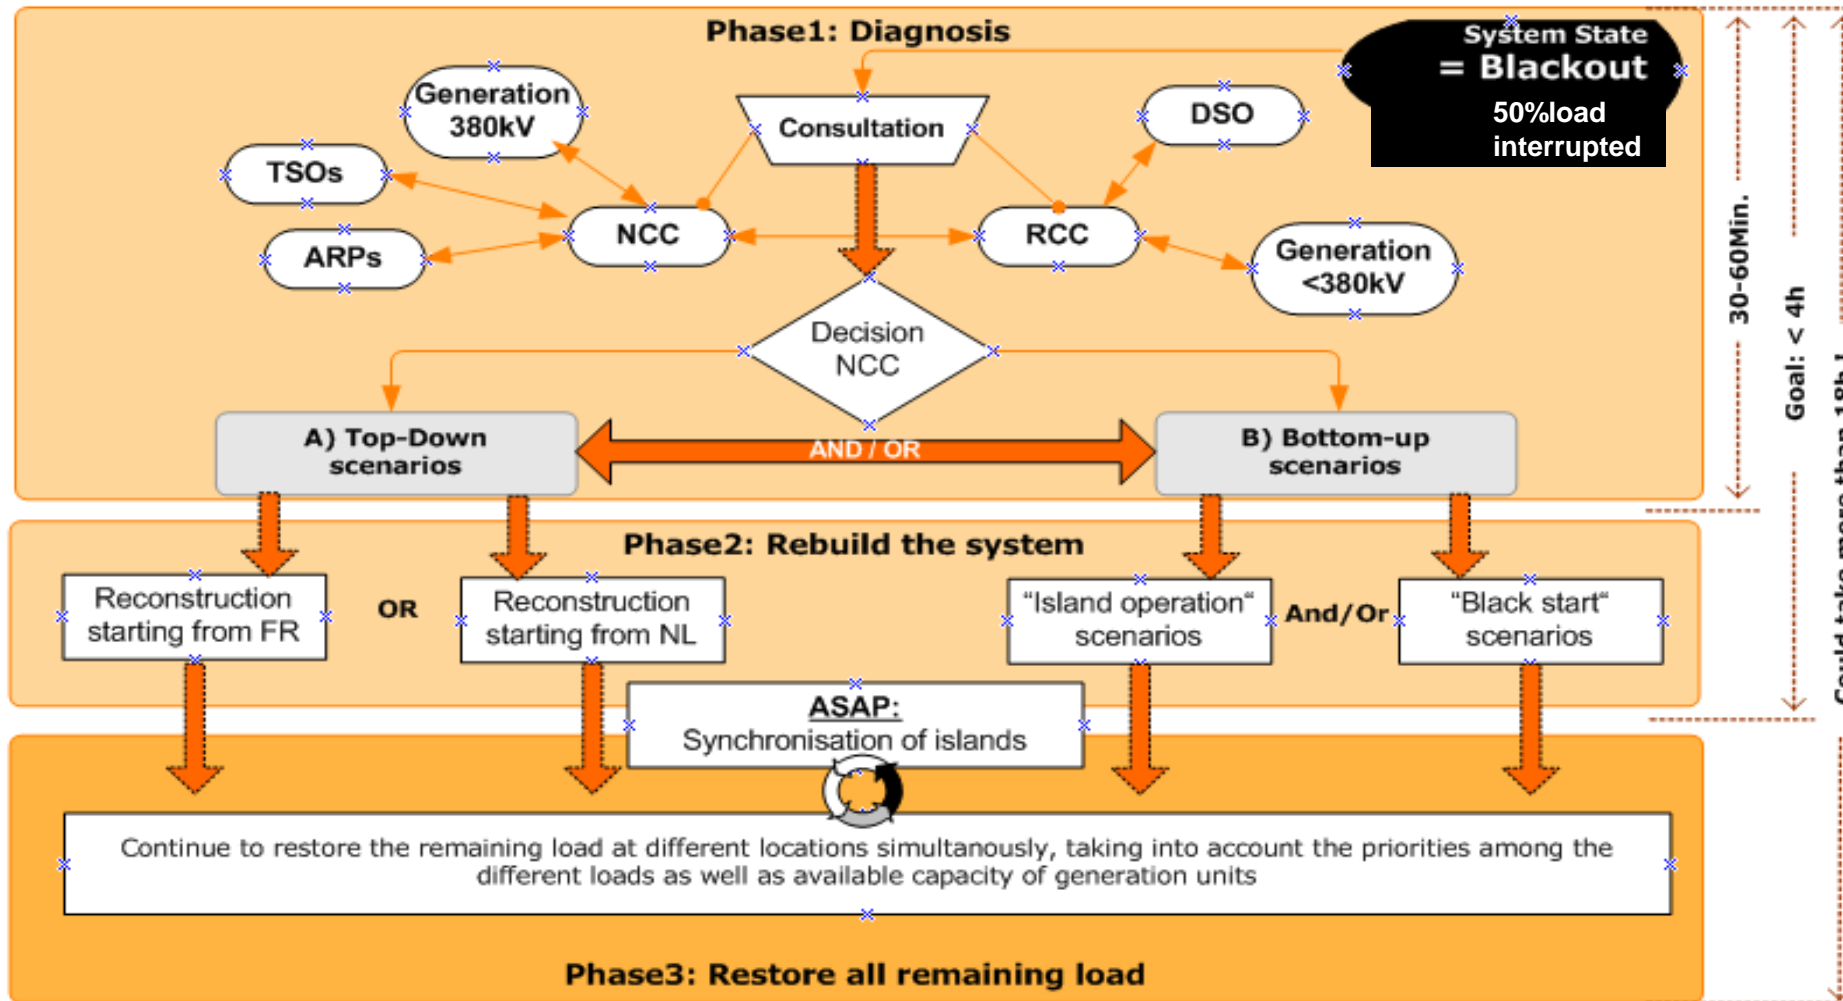 Phase1: Diagnosis
System State
= Blackout
50%load
interrupted
Generation
380kV
Consultation
DSO
TSOs
NCC
RCC
ARPs
Generation
<380kV
Decision
NCC
A) Top-Down
scenarios
AND / OR
B) Bottom-up
scenarios
30-60Min.
Goal: < 4h
Phase2: Rebuild the system
Reconstruction
starting from FR
OR
Reconstruction
starting from NL
“Island operation“
scenarios
And/Or
“Black start“
scenarios
ASAP:
Synchronisation of islands
Continue to restore the remaining load at different locations simultanously, taking into account the priorities among the
different loads as well as available capacity of generation units
Phase3: Restore all remaining load